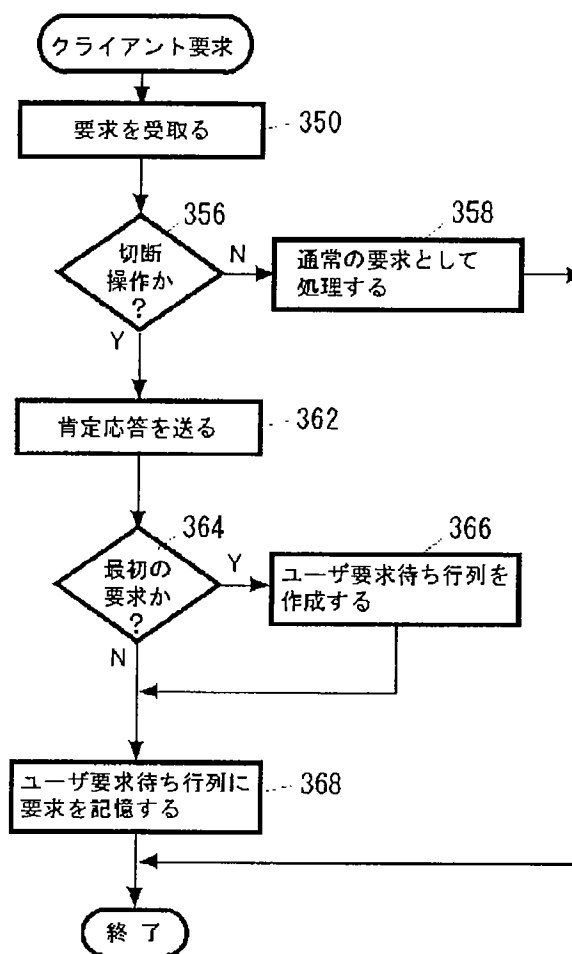 クライアント要求
要求を受取る
350
356
切断
操作か
?
N
Y
358
通常の要求として
処理する
肯定応答を送る
362
364
最初の
要求か
?
Y
N
366
ユーザ要求待ち行列を
作成する
ユーザ要求待ち行列に
要求を記憶する
368
終了